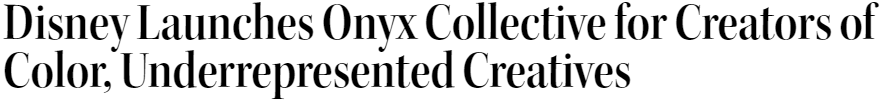 Disney Launches Onyx Collective for Creators of
Color, Underrepresented Creatives